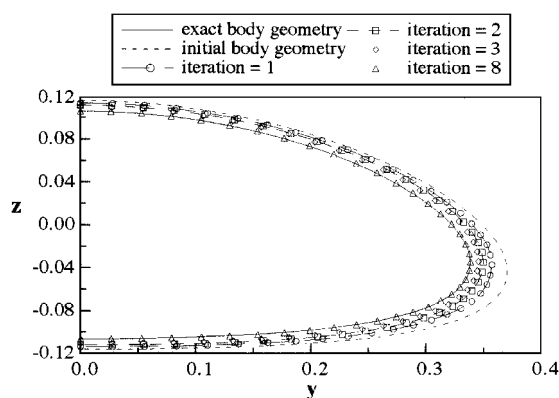 exact body geometry
iteration = 2
initial body geometry
iteration = 3
iteration = 1
iteration = 8
0.12
0.08
0.04
z
0.00
-0.04
-0.08
-0.12
0.0
0.1
0.2
0.3
0.4
y